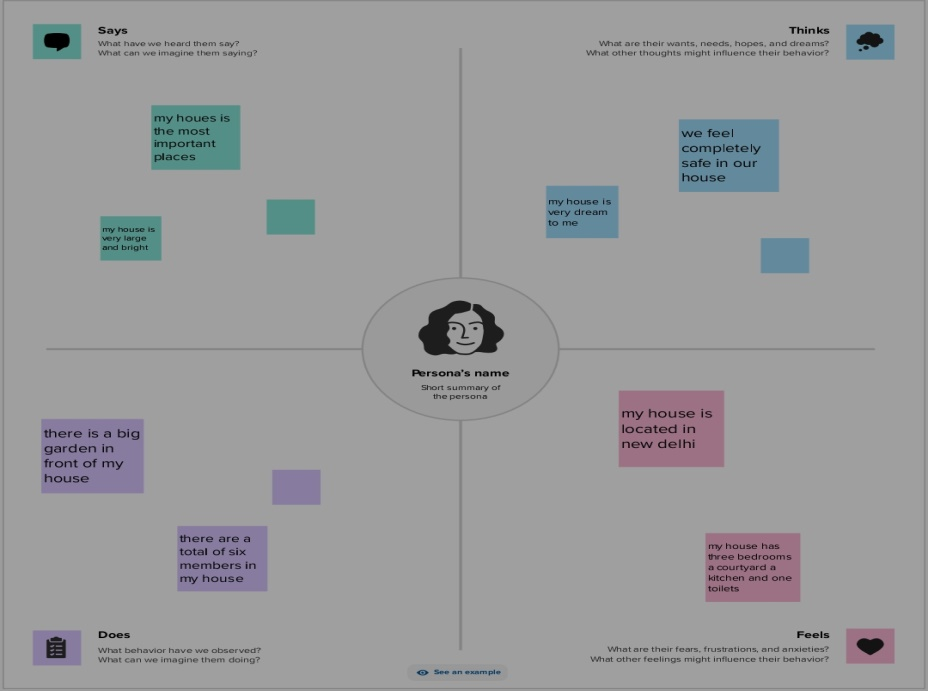 Says
What have we heard them say?
What can we imagine them saying?
Thinks
What are their wants, needs, hopes, and dreams?
What other thoughts might influence their behavior?
my houes is
the most
important
places
my house is
very large
and bright
we feel
completely
safe in our
house
my house is
very dream
to me
Persona's name
Short summary of
the persona
there is a big
garden in
front of my
house
there are a
total of six
members in
my house
my house is
located in
new delhi
my house has
three bedrooms
a courtyard a
kitchen and one
toilets
Does
What behavior have we observed?
What can we imagine them doing?
Feels
What are their fears, frustrations, and anxieties?
What other feelings might influence their behavior?
See an example